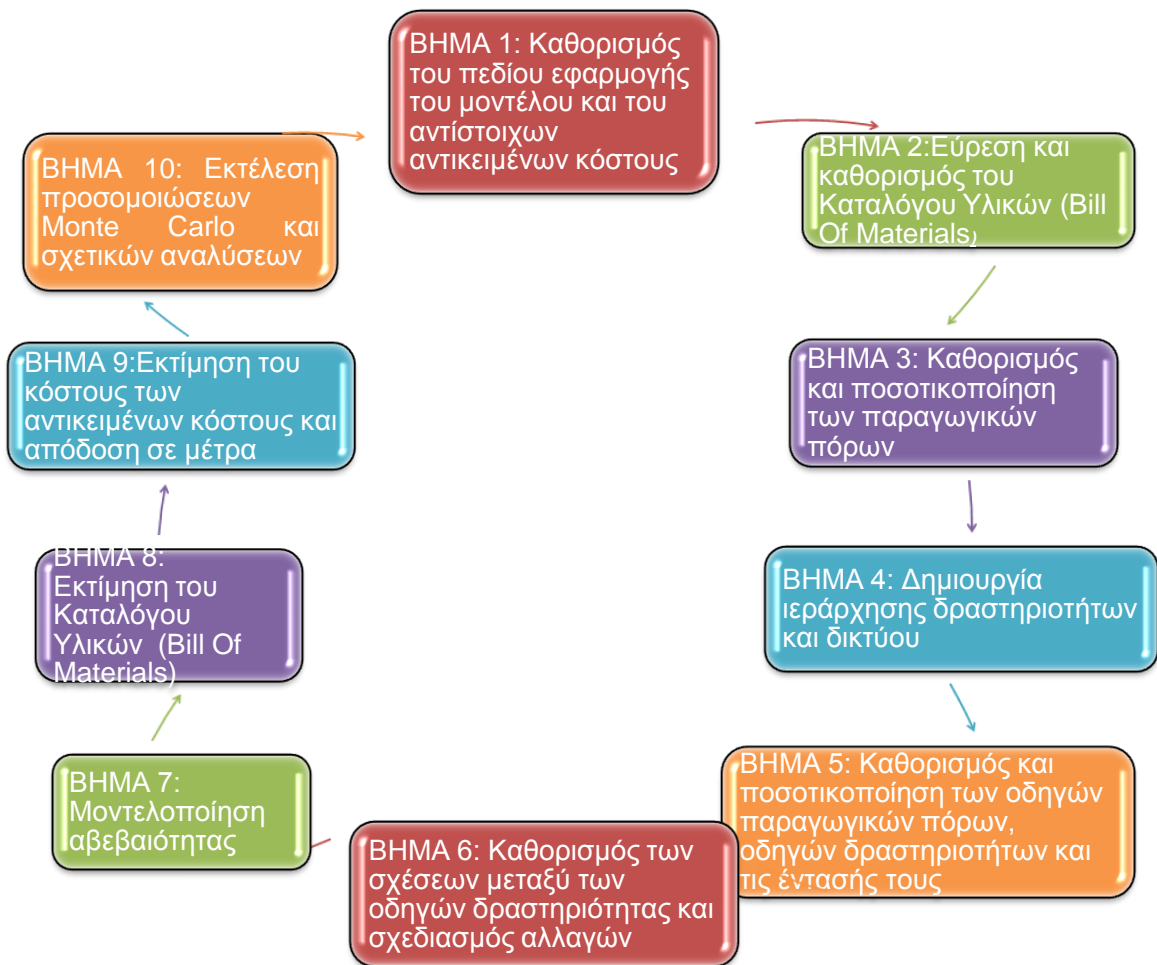 ΒΗΜΑ 1: Καθορισμός
του πεδίου εφαρμογής
του μοντέλου και του
αντίστοιχων
αντικειμένων κόστους
ΒΗΜΑ 2:Εύρεση και
καθορισμός του
Καταλόγου Υλικών (Bill
Of Materials)
ΒΗΜΑ 3: Καθορισμός
και ποσοτικοποίηση
των παραγωγικών
πόρων
ΒΗΜΑ 4: Δημιουργία
ιεράρχησης δραστηριοτήτων
και δικτύου
ΒΗΜΑ 5: Καθορισμός και
ποσοτικοποίηση των οδηγών
παραγωγικών πόρων,
οδηγών δραστηριοτήτων και
τις έντασής τους
ΒΗΜΑ 6: Καθορισμός των
σχέσεων μεταξύ των
οδηγών δραστηριότητας και
σχεδιασμός αλλαγών
ΒΗΜΑ 7:
Μοντελοποίηση
αβεβαιότητας
ΒΗΜΑ 8:
Εκτίμηση του
Καταλόγου
Υλικών (Bill Of
Materials)
ΒΗΜΑ 9:Εκτίμηση του
κόστους των
αντικειμένων κόστους και
απόδοση σε μέτρα
ΒΗΜΑ 10: Εκτέλεση
προσομοιώσεων
Monte Carlo και
σχετικών αναλύσεων